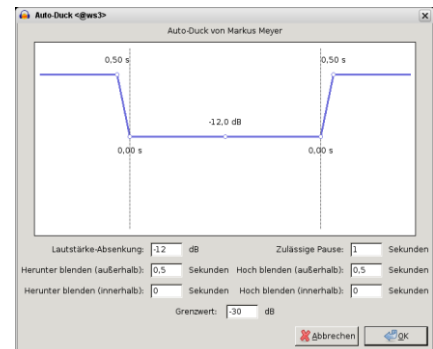 Auto-Duck <@ws3>
Auto-Duck von Markus Meyer
0,50 s 0,50 s
-12,0 dB
0,00 s 0,00 s
Lautstärke-Absenkung: -12 dB Zulässige Pause: 1 Sekunden
Herunter blenden (außerhalb): 0,5 Sekunden Hoch blenden (außerhalb): 0,5 Sekunden
Herunter blenden (innerhalb): 0 Sekunden Hoch blenden (innerhalb): 0 Sekunden
Grenzwert: -30 dB
Abbrechen OK